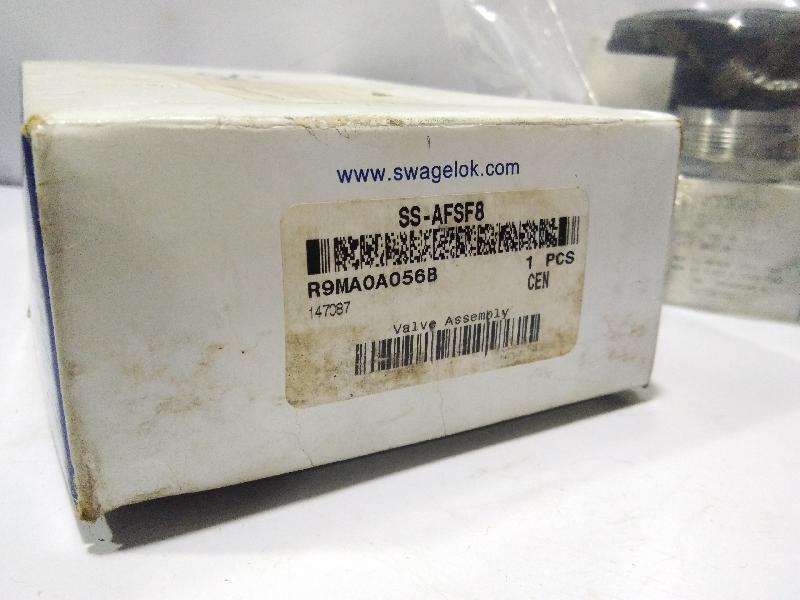 www.swagelok.com
SS-AFSF8
R9MA0A056B 1 PCS
147087 CEN
Valve Assembly